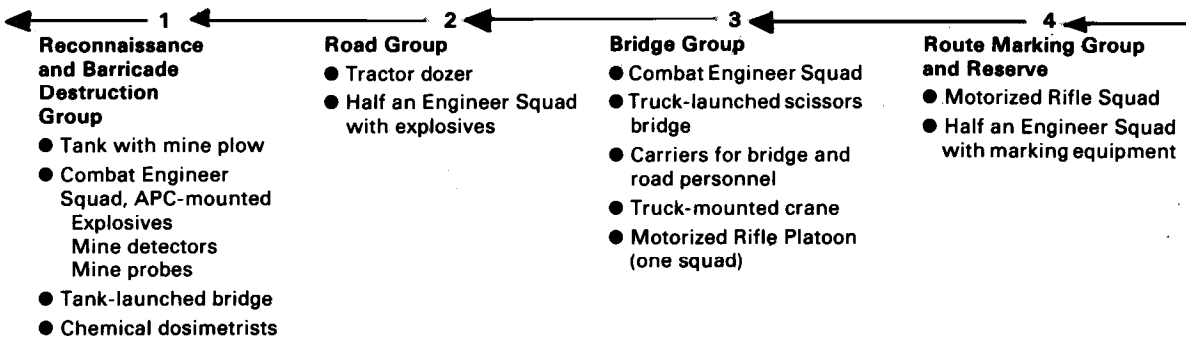 1 2 3 4
Reconnaissance
and Barricade
Destruction
Group
● Tank with mine plow
● Combat Engineer
Squad, APC-mounted
Explosives
Mine detectors
Mine probes
● Tank-launched bridge
● Chemical dosimetrists
Road Group
● Tractor dozer
● Half an Engineer Squad
with explosives
Bridge Group
● Combat Engineer Squad
● Truck-launched scissors
bridge
● Carriers for bridge and
road personnel
● Truck-mounted crane
● Motorized Rifle Platoon
(one squad)
Route Marking Group
and Reserve
● Motorized Rifle Squad
● Half an Engineer Squad
with marking equipment